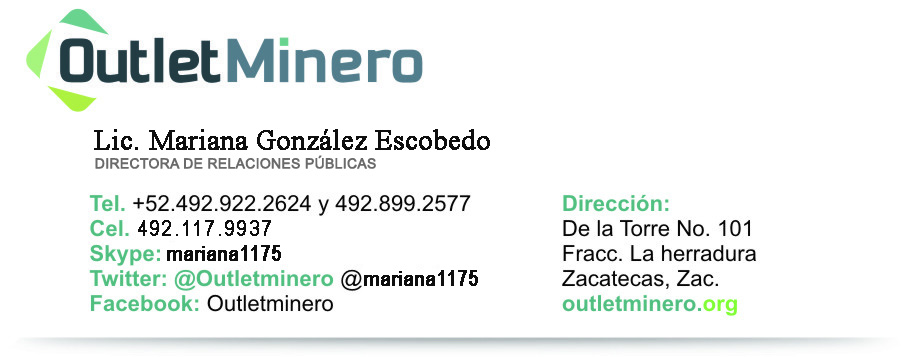 OutletMinero
Lic. Mariana González Escobedo
DIRECTORA DE RELACIONES PÚBLICAS
Tel. +52.492.922.2624 y 492.899.2577
Cel. 492.117.9937
Skype: mariana1175
Twitter: @Outletminero @mariana1175
Facebook: Outletminero
Dirección:
De la Torre No. 101
Fracc. La herradura
Zacatecas, Zac.
outletminero.org